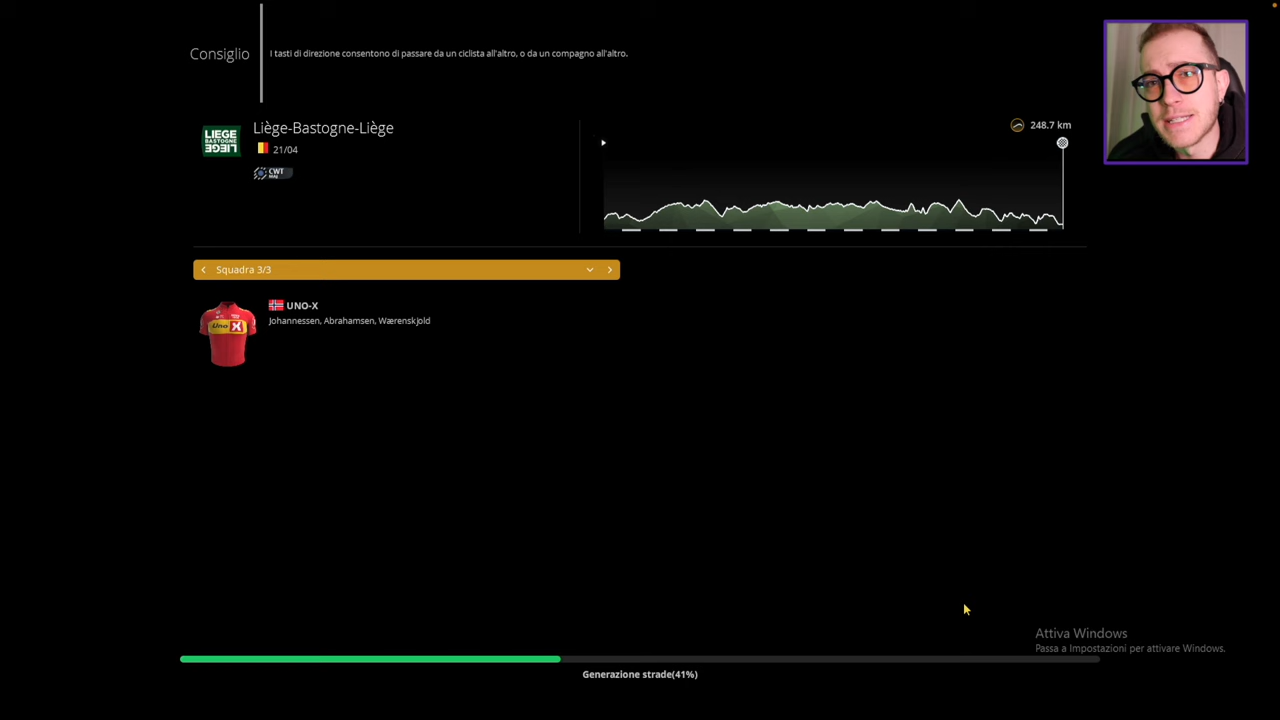 Consiglio
I tasti di direzione consentono di passare da un ciclista all'altro, o da un compagno all'altro.
LIEGE
BASTOGNE
LIEGE
Liège-Bastogne-Liège
21/04
CWT
248.7 km
Squadra 3/3
UNO-X
Johannessen, Abrahamsen, Wærenskjold
Uno X
Generazione strade(41%)
Attiva Windows
Passa a Impostazioni per attivare Windows.